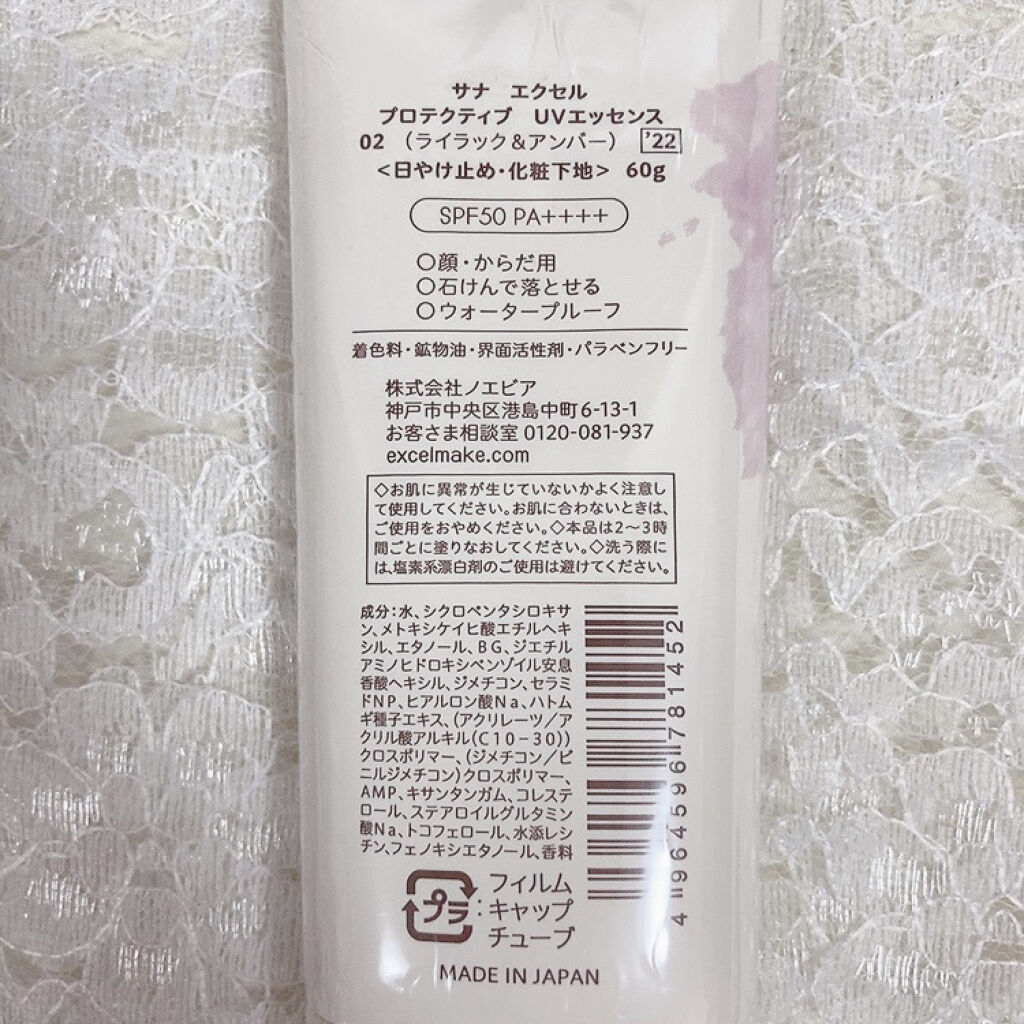 サナ エクセル
プロテクティブ UVエッセンス
02 （ライラック＆アンバー） '22
＜日やけ止め・化粧下地＞ 60g
SPF50 PA++++
○顔・からだ用
○石けんで落とせる
○ウォータープルーフ
着色料・鉱物油・界面活性剤・パラベンフリー
株式会社ノエビア
神戸市中央区港島中町6-13-1
お客さま相談室 0120-081-937
excelmake.com
◇お肌に異常が生じていないかよく注意し
て使用してください。お肌に合わないときは、
ご使用をおやめください。◇本品は2～3時
間ごとに塗りなおしてください。◇洗う際に
は、塩素系漂白剤のご使用は避けてください。
成分：水、シクロペンタシロキサ
ン、メトキシケイヒ酸エチルヘキ
シル、エタノール、BG、ジエチル
アミノヒドロキシベンゾイル安息
香酸ヘキシル、ジメチコン、セラミ
ドNP、ヒアルロン酸Na、ハトム
ギ種子エキス、（アクリレーツ／ア
クリル酸アルキル（C10－30））
クロスポリマー、（ジメチコン／ビ
ニルジメチコン）クロスポリマー、
AMP、キサンタンガム、コレステ
ロール、ステアロイルグルタミン
酸Na、トコフェロール、水添レシ
チン、フェノキシエタノール、香料
4 964596 781452
プラ：フィルム
キャップ
チューブ
MADE IN JAPAN